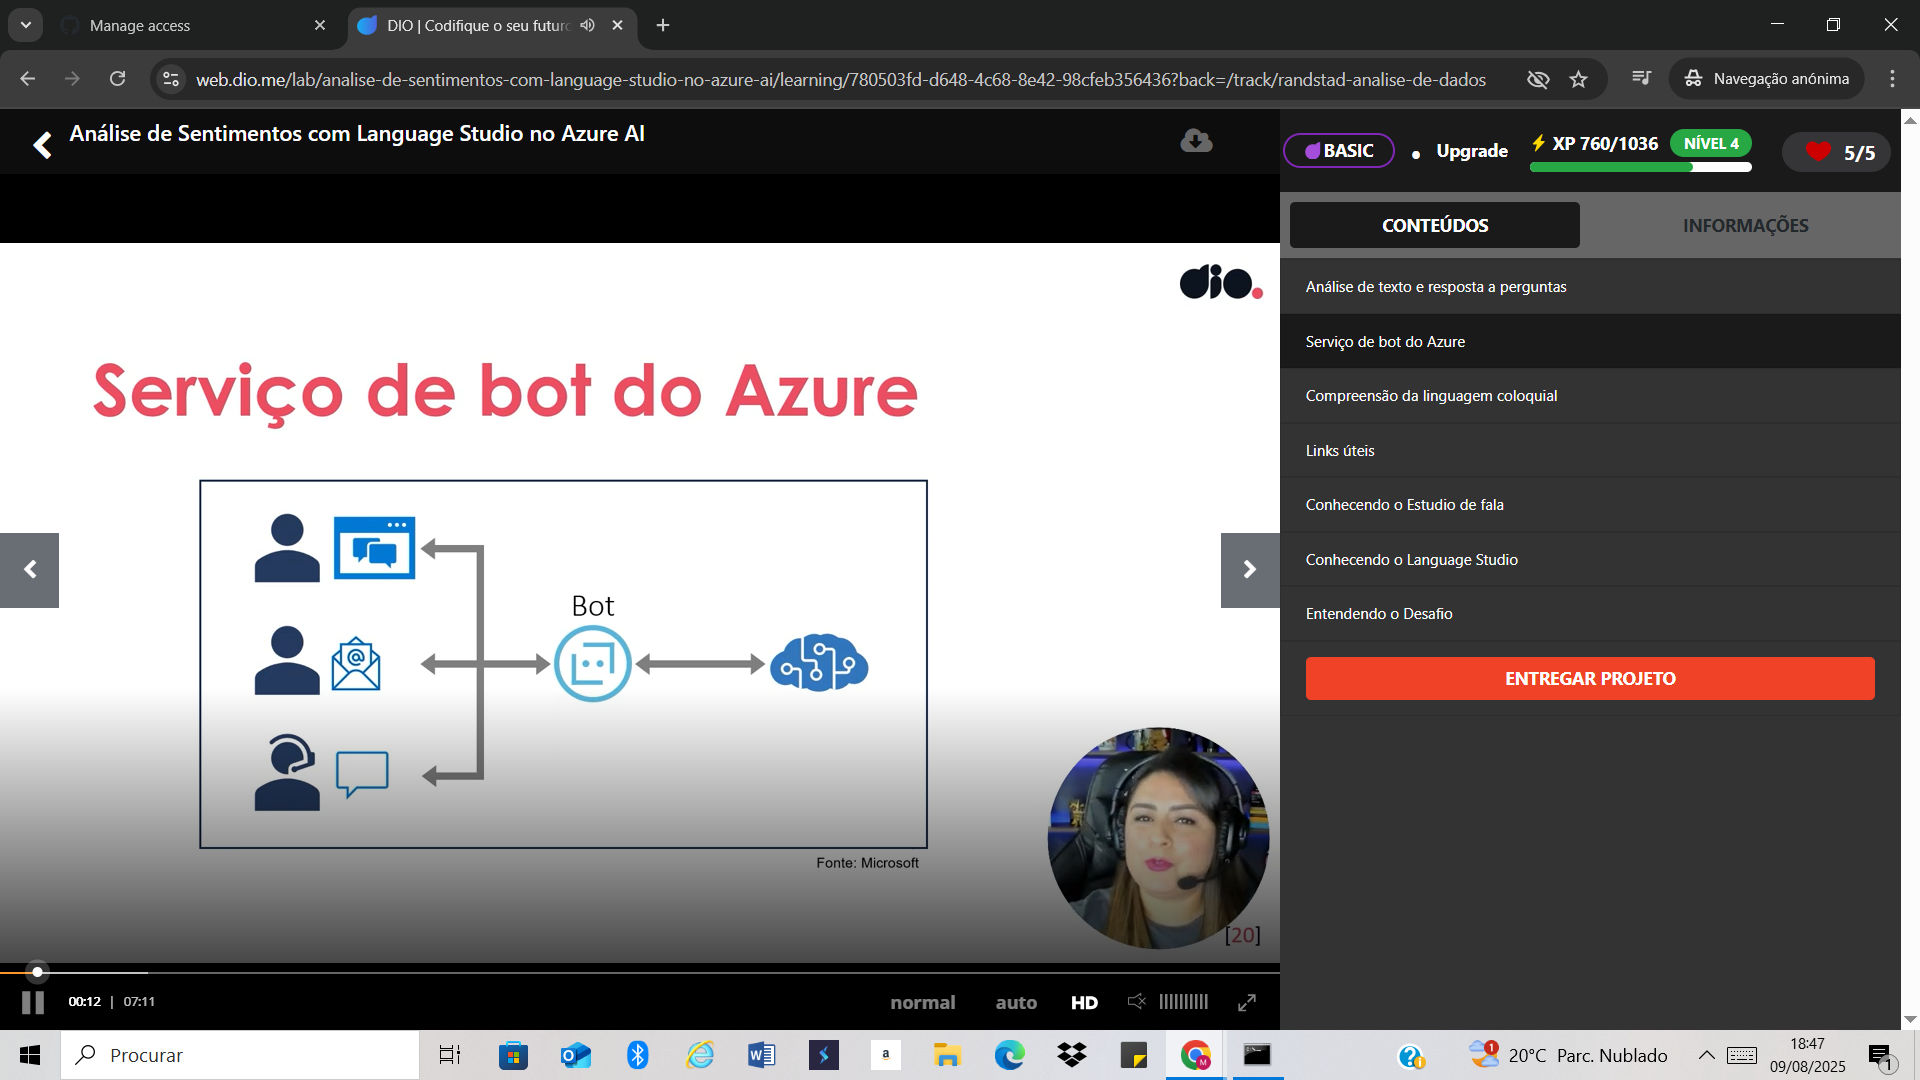 Manage access
DIO | Codifique o seu futuro
web.dio.me/lab/analise-de-sentimentos-com-language-studio-no-azure-ai/learning/780503fd-d648-4c68-8e42-98cfeb356436?back=/track/randstad-analise-de-dados
Navegação anónima
Análise de Sentimentos com Language Studio no Azure AI
BASIC
Upgrade
XP 760/1036
NÍVEL 4
5/5
CONTEÚDOS
INFORMAÇÕES
Análise de texto e resposta a perguntas
Serviço de bot do Azure
Compreensão da linguagem coloquial
Links úteis
Conhecendo o Estudio de fala
Conhecendo o Language Studio
Entendendo o Desafio
ENTREGAR PROJETO
dio.
Serviço de bot do Azure
Bot
Fonte: Microsoft
[20]
00:12 | 07:11
normal
auto
HD
Procurar
20°C Parc. Nublado
18:47
09/08/2025